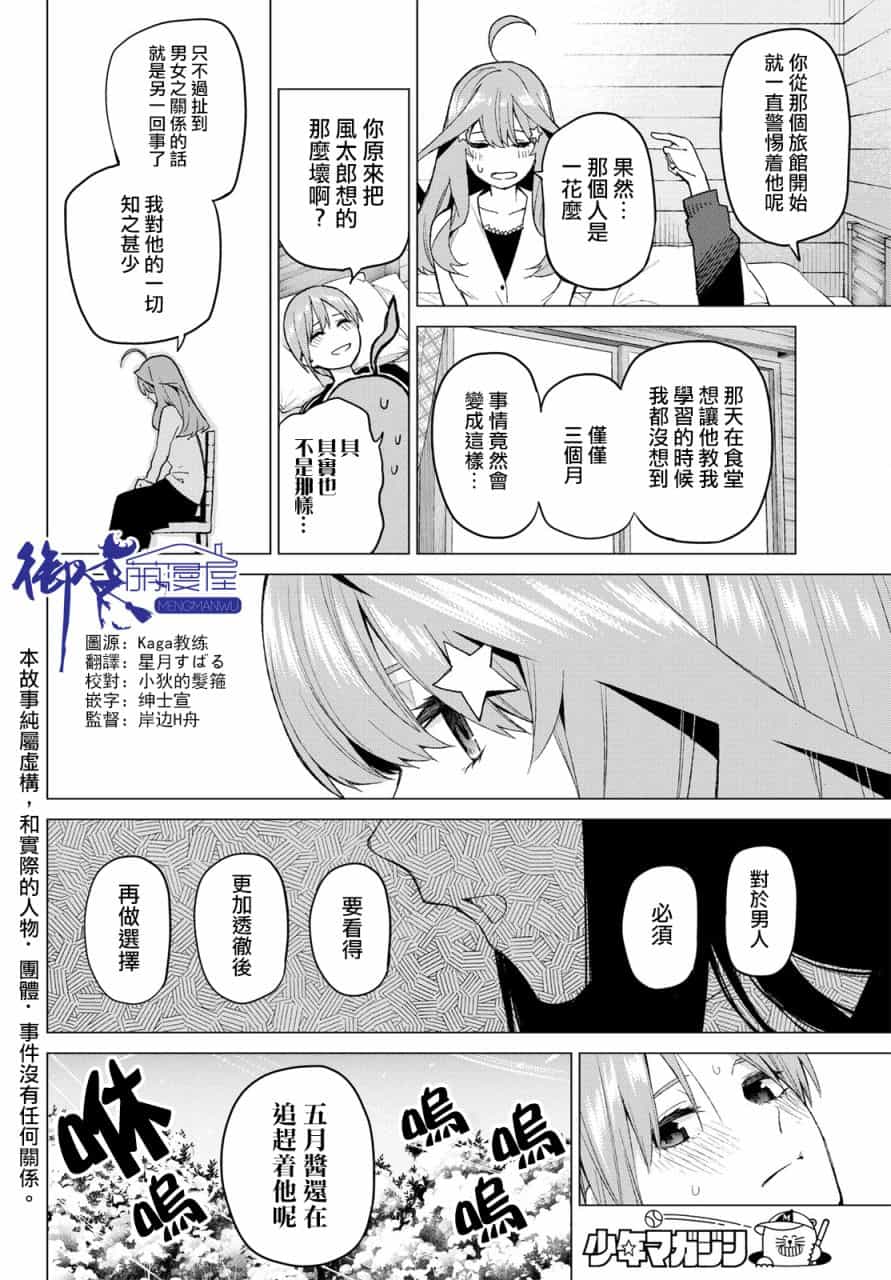 你從那個旅館開始
就一直警惕着他呢
果然…
那個人是
一花麼
你原來把
風太郎想的
那麼壞啊？
只不過扯到
男女之關係的話
就是另一回事了
我對他的一切
知之甚少
那天在食堂
想讓他教我
學習的時候
我都沒想到
僅僅
三個月
事情竟然會
變成這樣…
其
其實也
不是那樣…
御宅萌漫屋
MENGMANWU
圖源：Kaga教练
翻譯：星月すばる
校對：小狄的髮箍
嵌字：绅士宣
監督：岸边H舟
本故事純屬虛構，和實際的人物．團體．事件沒有任何關係。
對於男人
必須
要看得
更加透徹後
再做選擇
嗚
嗚
嗚
五月醬還在
追趕着他呢
咻
嗚
嗚
少年マガジン